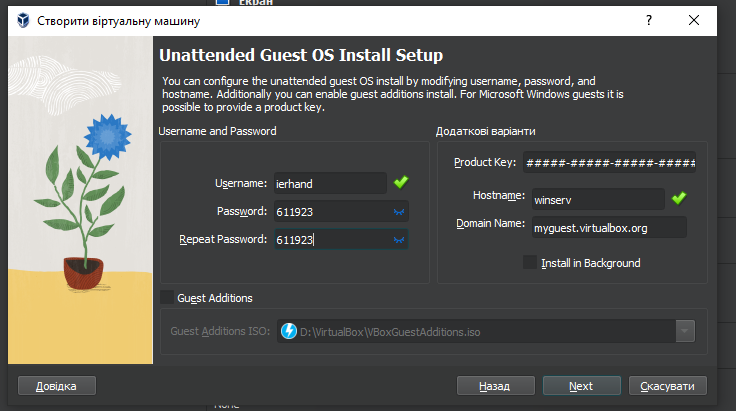 Екран
Створити віртуальну машину
?
Unattended Guest OS Install Setup
You can configure the unattended guest OS install by modifying username, password, and
hostname. Additionally you can enable guest additions install. For Microsoft Windows guests it is
possible to provide a product key.
Username and Password
Username: ierhand
Password: 611923
Repeat Password: 611923
Додаткові варіанти
Product Key: #####-#####-#####-#####
Hostname: winserv
Domain Name: myguest.virtualbox.org
Install in Background
Guest Additions
Guest Additions ISO: D:\VirtualBox\VBoxGuestAdditions.iso
Довідка
Назад
Next
Скасувати